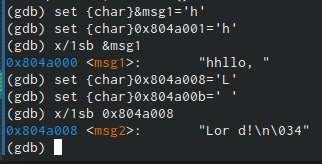 (gdb) set {char}&msg1='h'
(gdb) set {char}0x804a001='h'
(gdb) x/1sb &msg1
0x804a000 <msg1>:        "hhllo, "
(gdb) set {char}0x804a008='L'
(gdb) set {char}0x804a00b=' '
(gdb) x/1sb 0x804a008
0x804a008 <msg2>:        "Lor d!\n\034"
(gdb)